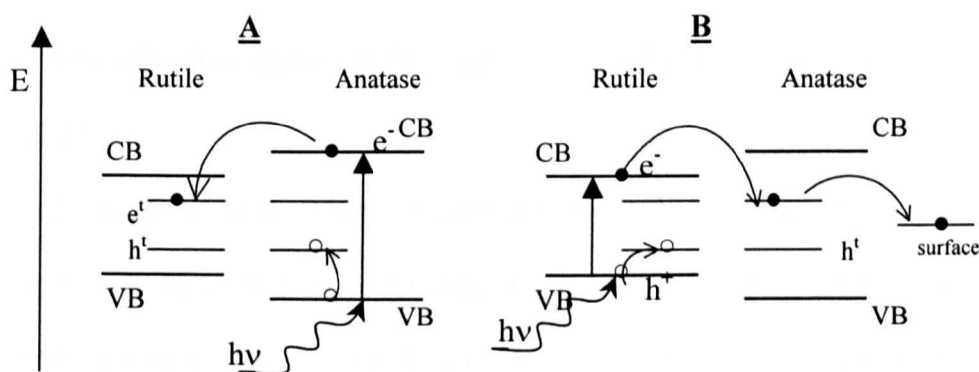 A
B
E
Rutile
Anatase
Rutile
Anatase
CB
e⁻CB
CB
e⁻
CB
eᵗ
hᵗ
VB
VB
hν
VB
h⁺
hν
hᵗ
surface
VB